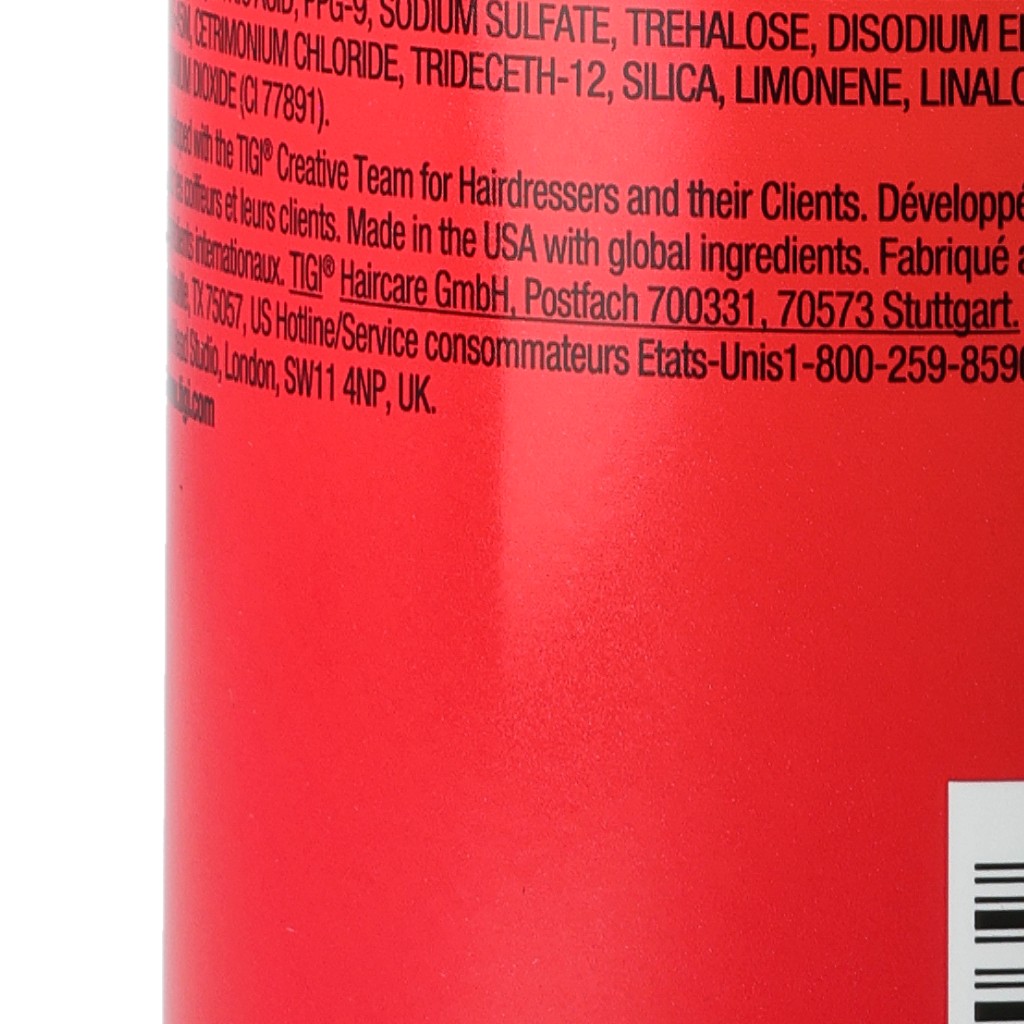 PPG-9, SODIUM SULFATE, TREHALOSE, DISODIUM
CETRIMONIUM CHLORIDE, TRIDECETH-12, SILICA, LIMONENE,
DIOXIDE (CI 77891).
with the TIGI® Creative Team for Hairdressers and their Clients. Développé
coiffeurs et leurs clients. Made in the USA with global ingredients. Fabriqué
internationaux. TIGI® Haircare GmbH, Postfach 700331, 70573 Stuttgart.
TX 75057, US Hotline/Service consommateurs Etats-Unis1-800-259-859
Studio, London, SW11 4NP, UK.